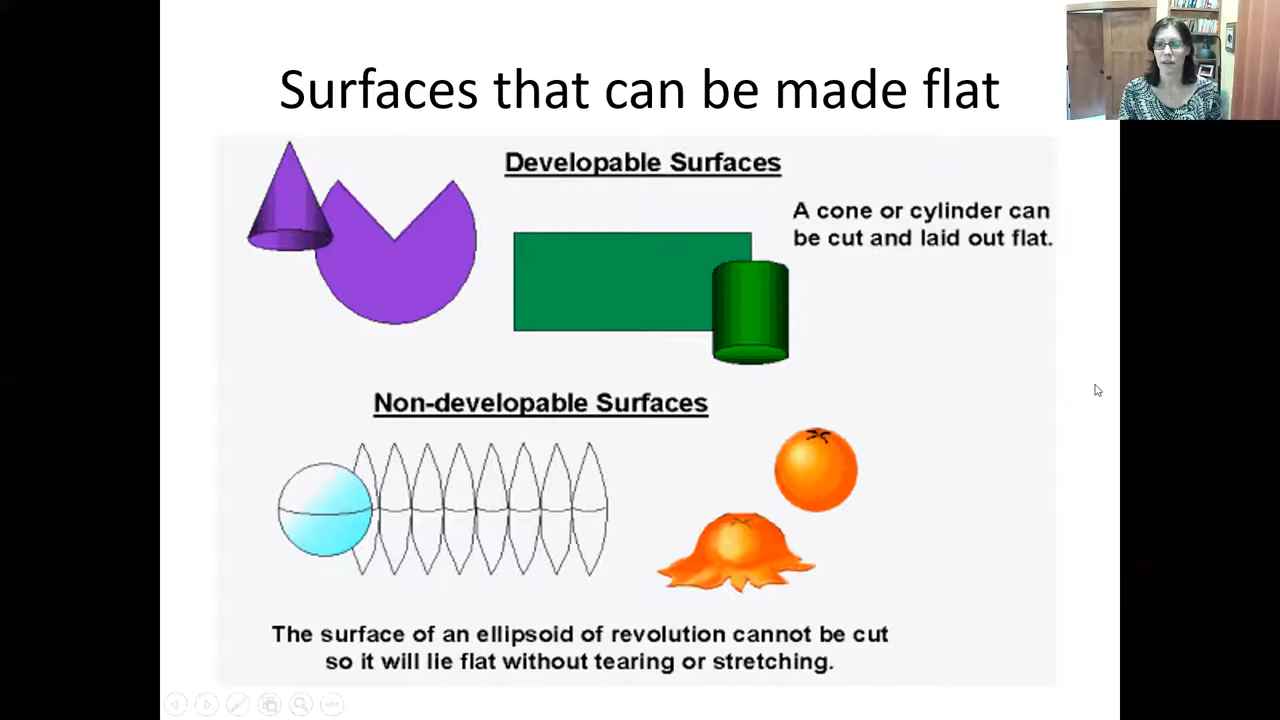 Surfaces that can be made flat
Developable Surfaces
A cone or cylinder can
be cut and laid out flat.
Non-developable Surfaces
The surface of an ellipsoid of revolution cannot be cut
so it will lie flat without tearing or stretching.